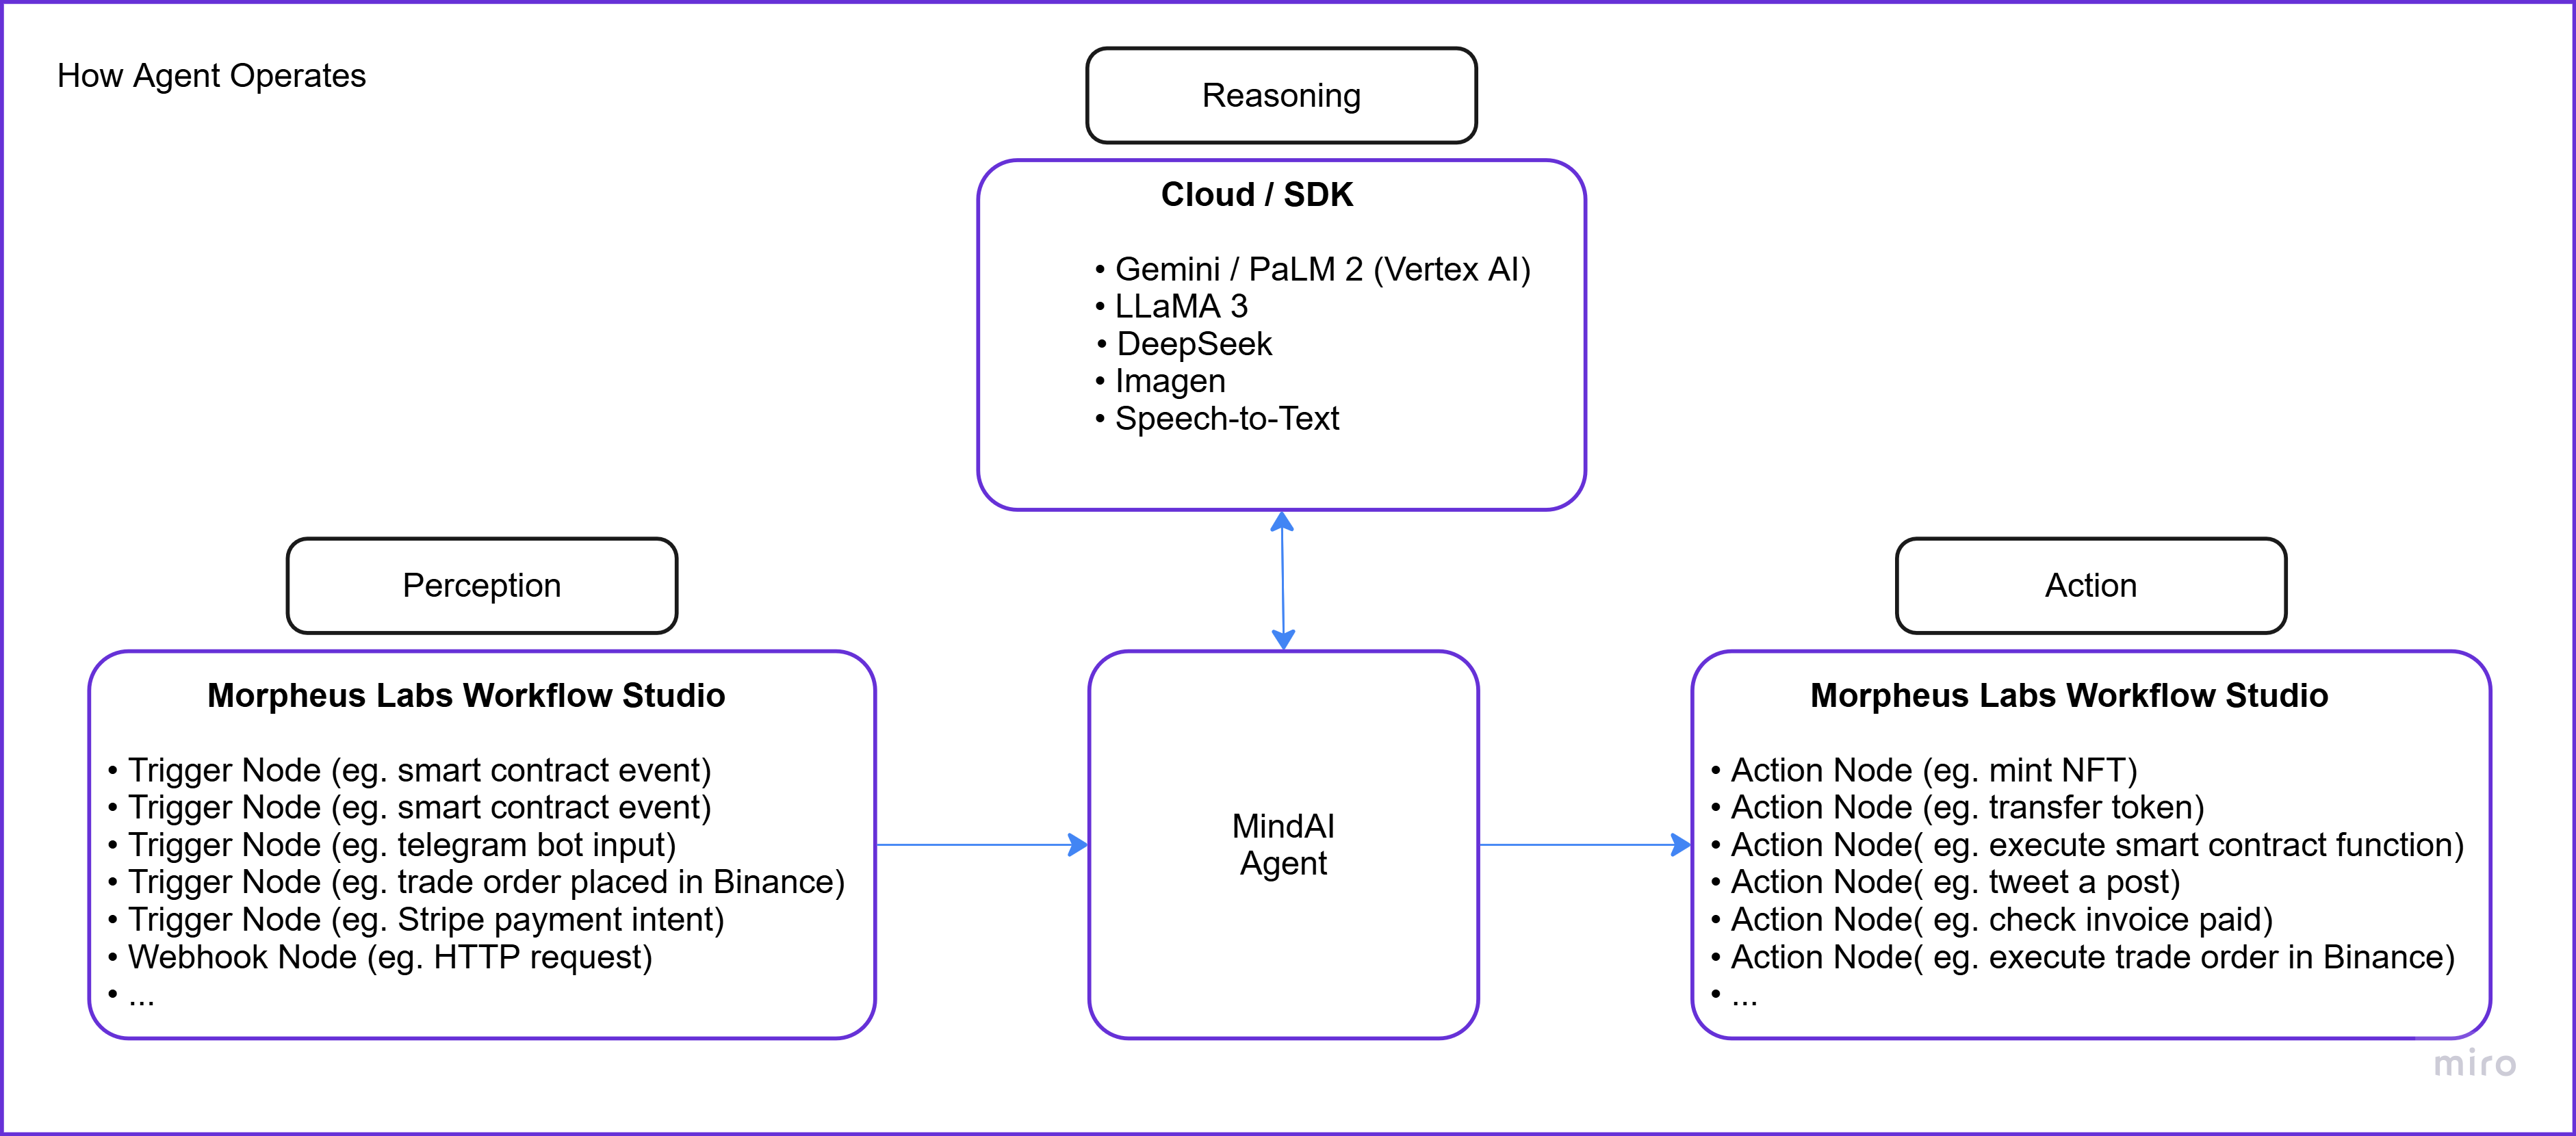 How Agent Operates
Reasoning
Cloud / SDK
• Gemini / PaLM 2 (Vertex AI)
• LLaMA 3
• DeepSeek
• Imagen
• Speech-to-Text
Perception
Morpheus Labs Workflow Studio
• Trigger Node (eg. smart contract event)
• Trigger Node (eg. smart contract event)
• Trigger Node (eg. telegram bot input)
• Trigger Node (eg. trade order placed in Binance)
• Trigger Node (eg. Stripe payment intent)
• Webhook Node (eg. HTTP request)
• ...
MindAI
Agent
Action
Morpheus Labs Workflow Studio
• Action Node (eg. mint NFT)
• Action Node (eg. transfer token)
• Action Node( eg. execute smart contract function)
• Action Node( eg. tweet a post)
• Action Node( eg. check invoice paid)
• Action Node( eg. execute trade order in Binance)
• ...
miro